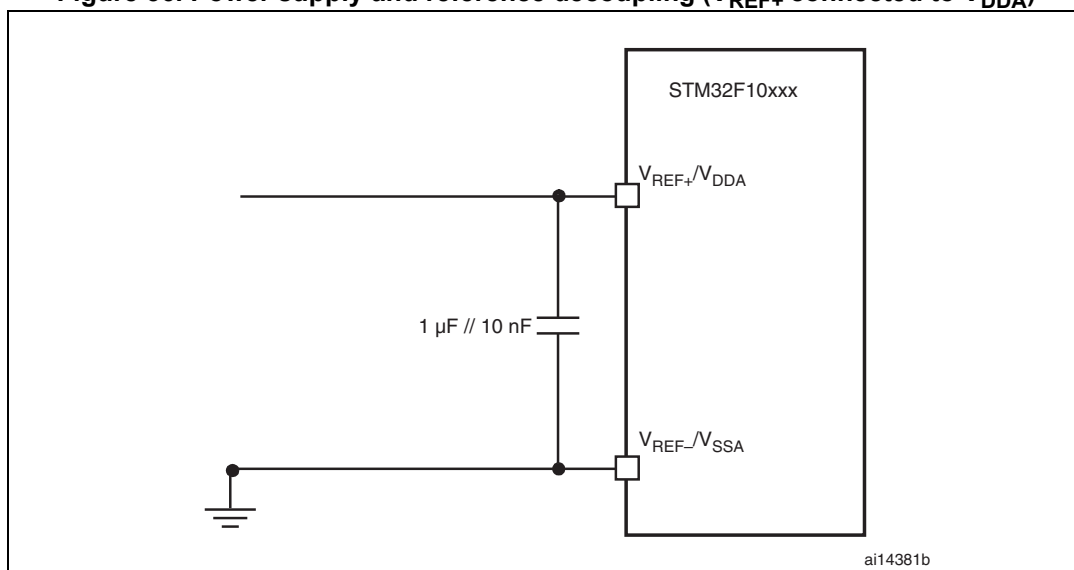 STM32F10xxx
VREF+/VDDA
1 µF // 10 nF
VREF–/VSSA
ai14381b